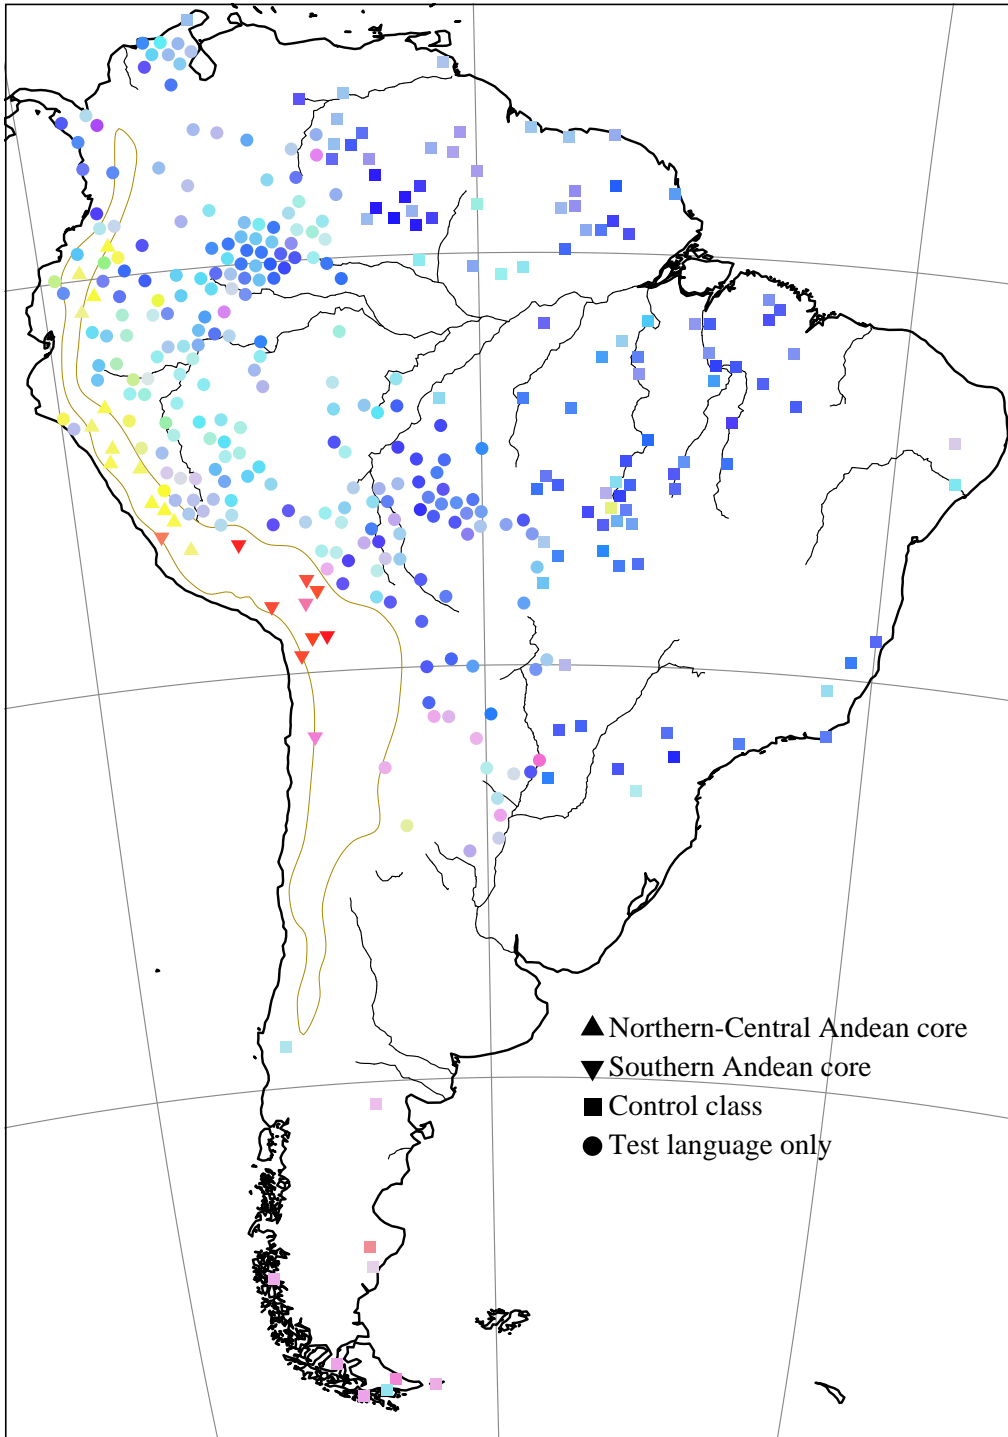 Northern-Central Andean core
Southern Andean core
Control class
Test language only